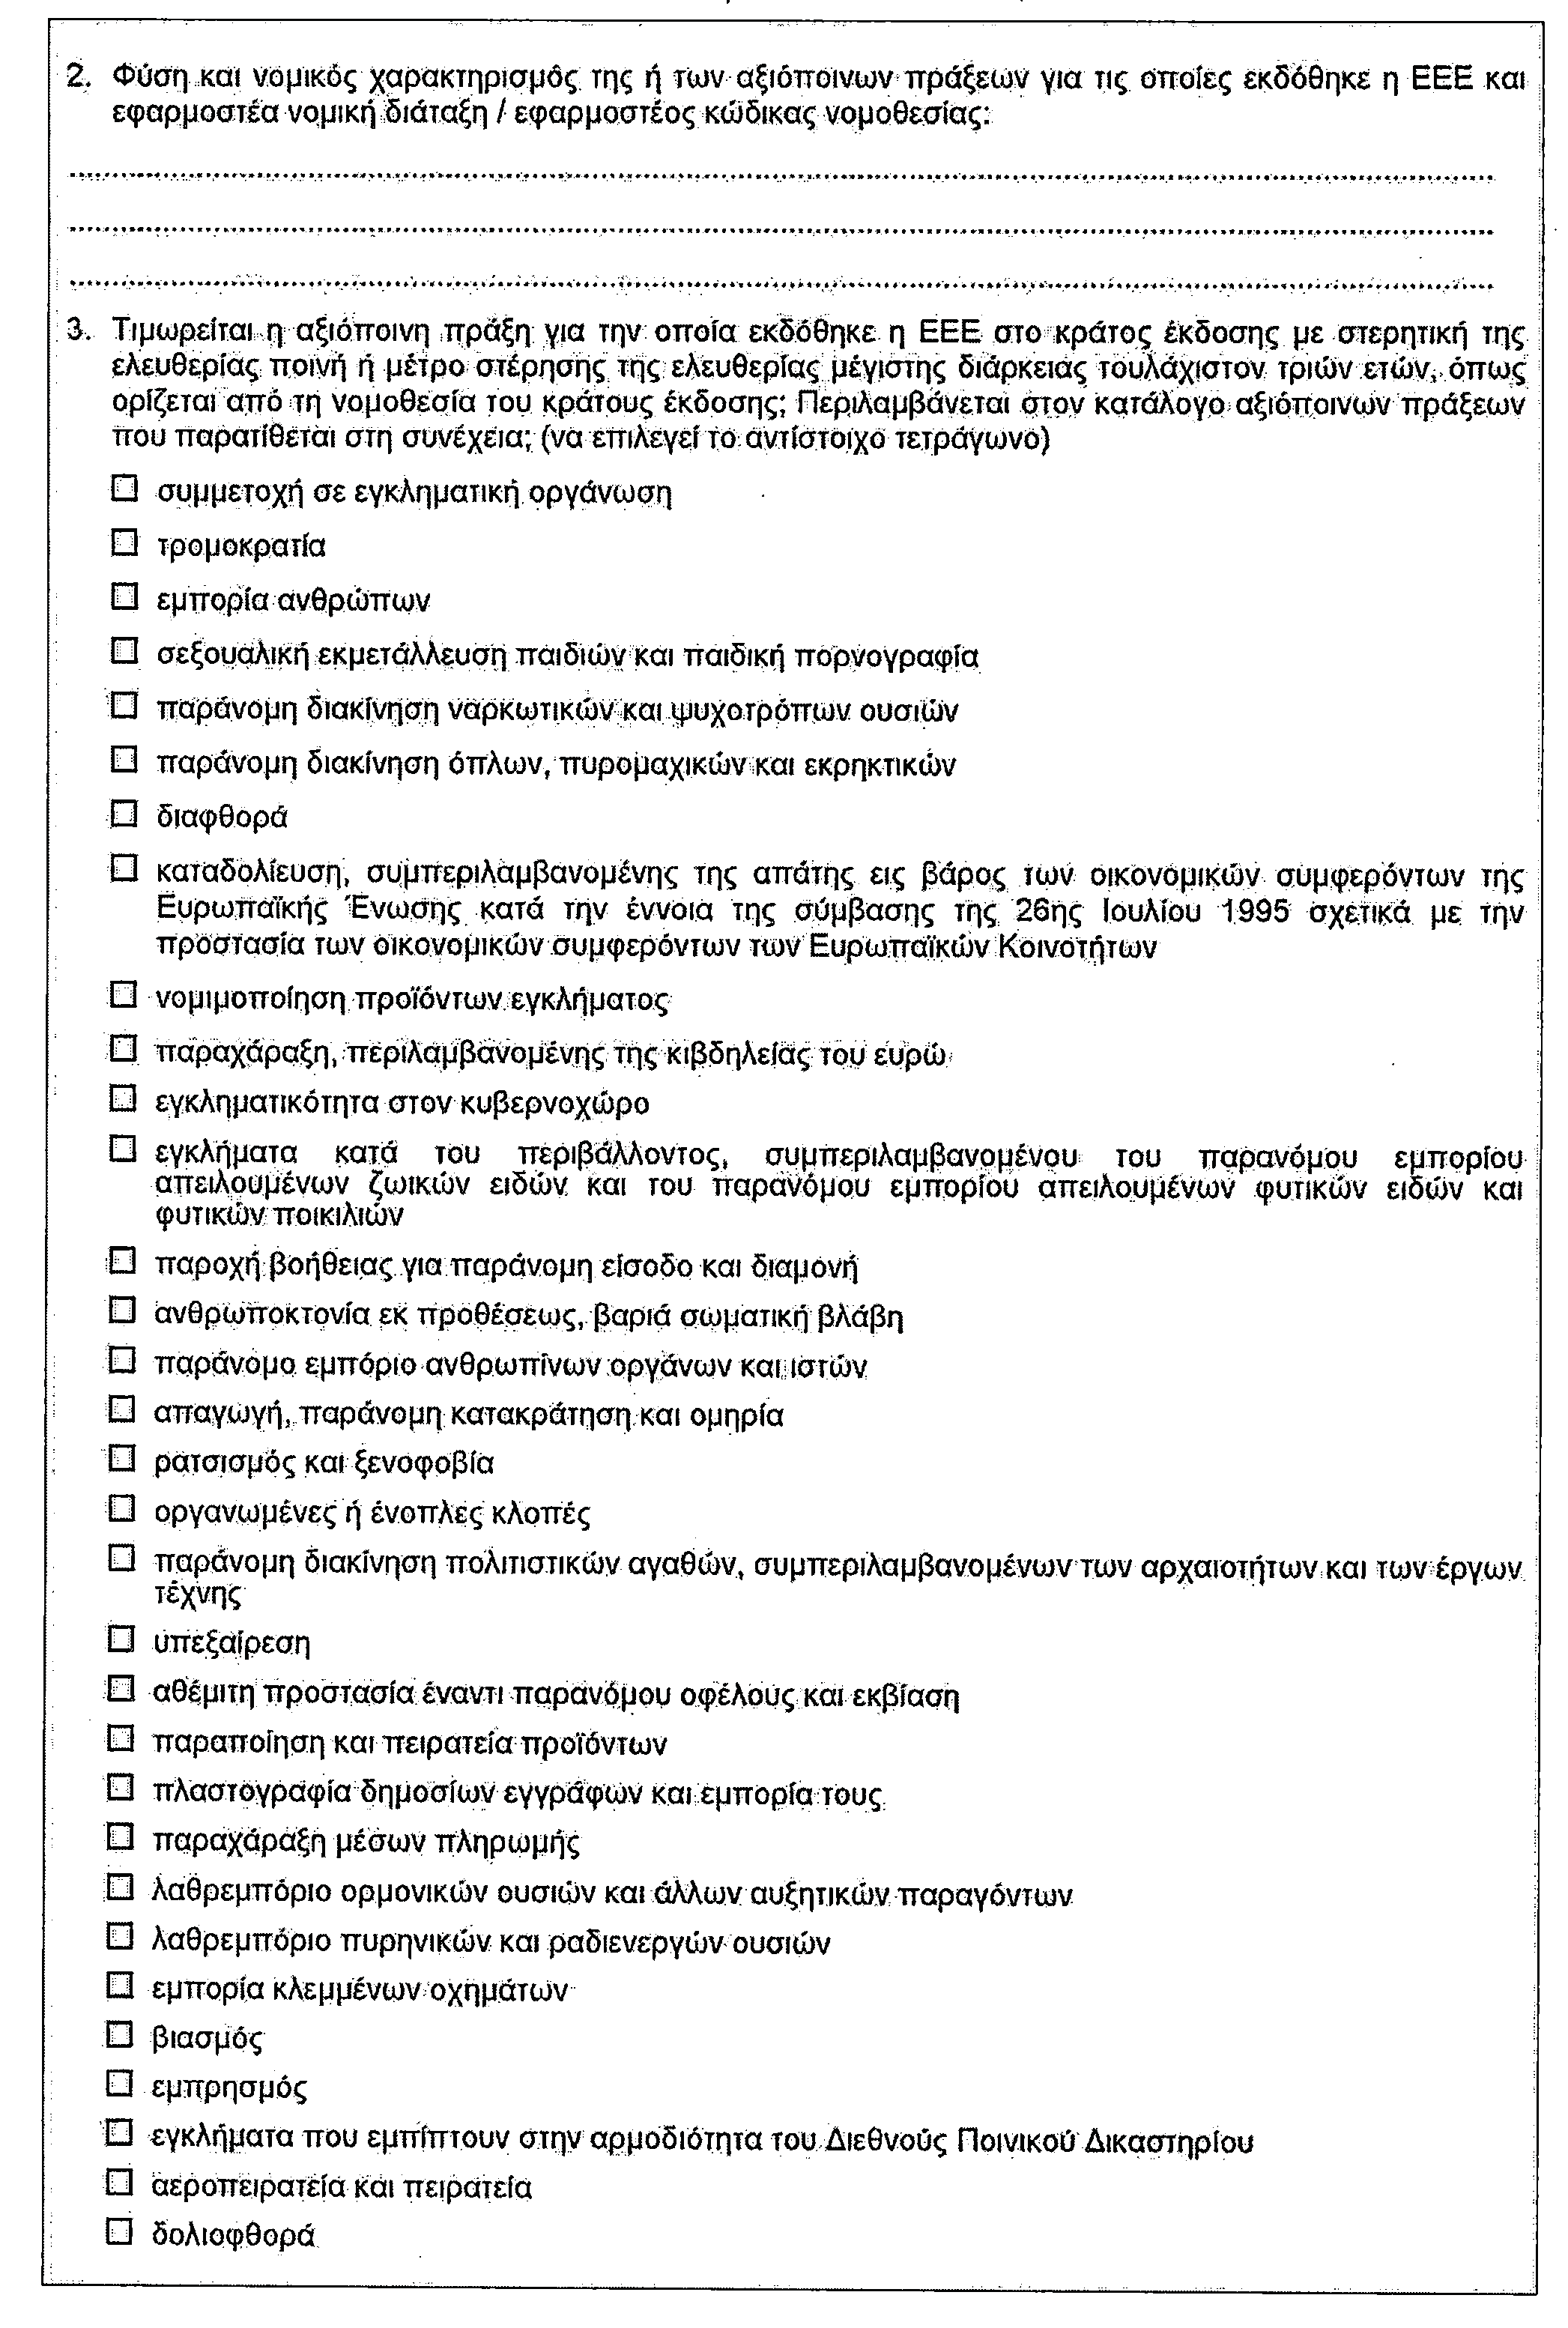 2. Φύση και νομικός χαρακτηρισμός της ή των αξιόποινων πράξεων για τις οποίες εκδόθηκε η ΕΕΕ και
εφαρμοστέα νομική διάταξη / εφαρμοστέος κώδικας νομοθεσίας:
3. Τιμωρείται η αξιόποινη πράξη για την οποία εκδόθηκε η ΕΕΕ στο κράτος έκδοσης με στερητική της
ελευθερίας ποινή ή μέτρο στέρησης της ελευθερίας μέγιστης διάρκειας τουλάχιστον τριών ετών, όπως
ορίζεται από τη νομοθεσία του κράτους έκδοσης; Περιλαμβάνεται στον κατάλογο αξιόποινων πράξεων
που παρατίθεται στη συνέχεια; (να επιλεγεί το αντίστοιχο τετράγωνο)
☐ συμμετοχή σε εγκληματική οργάνωση
☐ τρομοκρατία
☐ εμπορία ανθρώπων
☐ σεξουαλική εκμετάλλευση παιδιών και παιδική πορνογραφία
☐ παράνομη διακίνηση ναρκωτικών και ψυχοτρόπων ουσιών
☐ παράνομη διακίνηση όπλων, πυρομαχικών και εκρηκτικών
☐ διαφθορά
☐ καταδολίευση, συμπεριλαμβανομένης της απάτης εις βάρος των οικονομικών συμφερόντων της
Ευρωπαϊκής Ένωσης κατά την έννοια της σύμβασης της 26ης Ιουλίου 1995 σχετικά με την
προστασία των οικονομικών συμφερόντων των Ευρωπαϊκών Κοινοτήτων
☐ νομιμοποίηση προϊόντων εγκλήματος
☐ παραχάραξη, περιλαμβανομένης της κιβδηλείας του ευρώ
☐ εγκληματικότητα στον κυβερνοχώρο
☐ εγκλήματα κατά του περιβάλλοντος, συμπεριλαμβανομένου του παρανόμου εμπορίου
απειλουμένων ζωικών ειδών και του παρανόμου εμπορίου απειλουμένων φυτικών ειδών και
φυτικών ποικιλιών
☐ παροχή βοήθειας για παράνομη είσοδο και διαμονή
☐ ανθρωποκτονία εκ προθέσεως, βαριά σωματική βλάβη
☐ παράνομο εμπόριο ανθρωπίνων οργάνων και ιστών
☐ απαγωγή, παράνομη κατακράτηση και ομηρία
☐ ρατσισμός και ξενοφοβία
☐ οργανωμένες ή ένοπλες κλοπές
☐ παράνομη διακίνηση πολιτιστικών αγαθών, συμπεριλαμβανομένων των αρχαιοτήτων και των έργων
τέχνης
☐ υπεξαίρεση
☐ αθέμιτη προστασία έναντι παρανόμου οφέλους και εκβίαση
☐ παραποίηση και πειρατεία προϊόντων
☐ πλαστογραφία δημοσίων εγγράφων και εμπορία τους
☐ παραχάραξη μέσων πληρωμής
☐ λαθρεμπόριο ορμονικών ουσιών και άλλων αυξητικών παραγόντων
☐ λαθρεμπόριο πυρηνικών και ραδιενεργών ουσιών
☐ εμπορία κλεμμένων οχημάτων
☐ βιασμός
☐ εμπρησμός
☐ εγκλήματα που εμπίπτουν στην αρμοδιότητα του Διεθνούς Ποινικού Δικαστηρίου
☐ αεροπειρατεία και πειρατεία
☐ δολιοφθορά